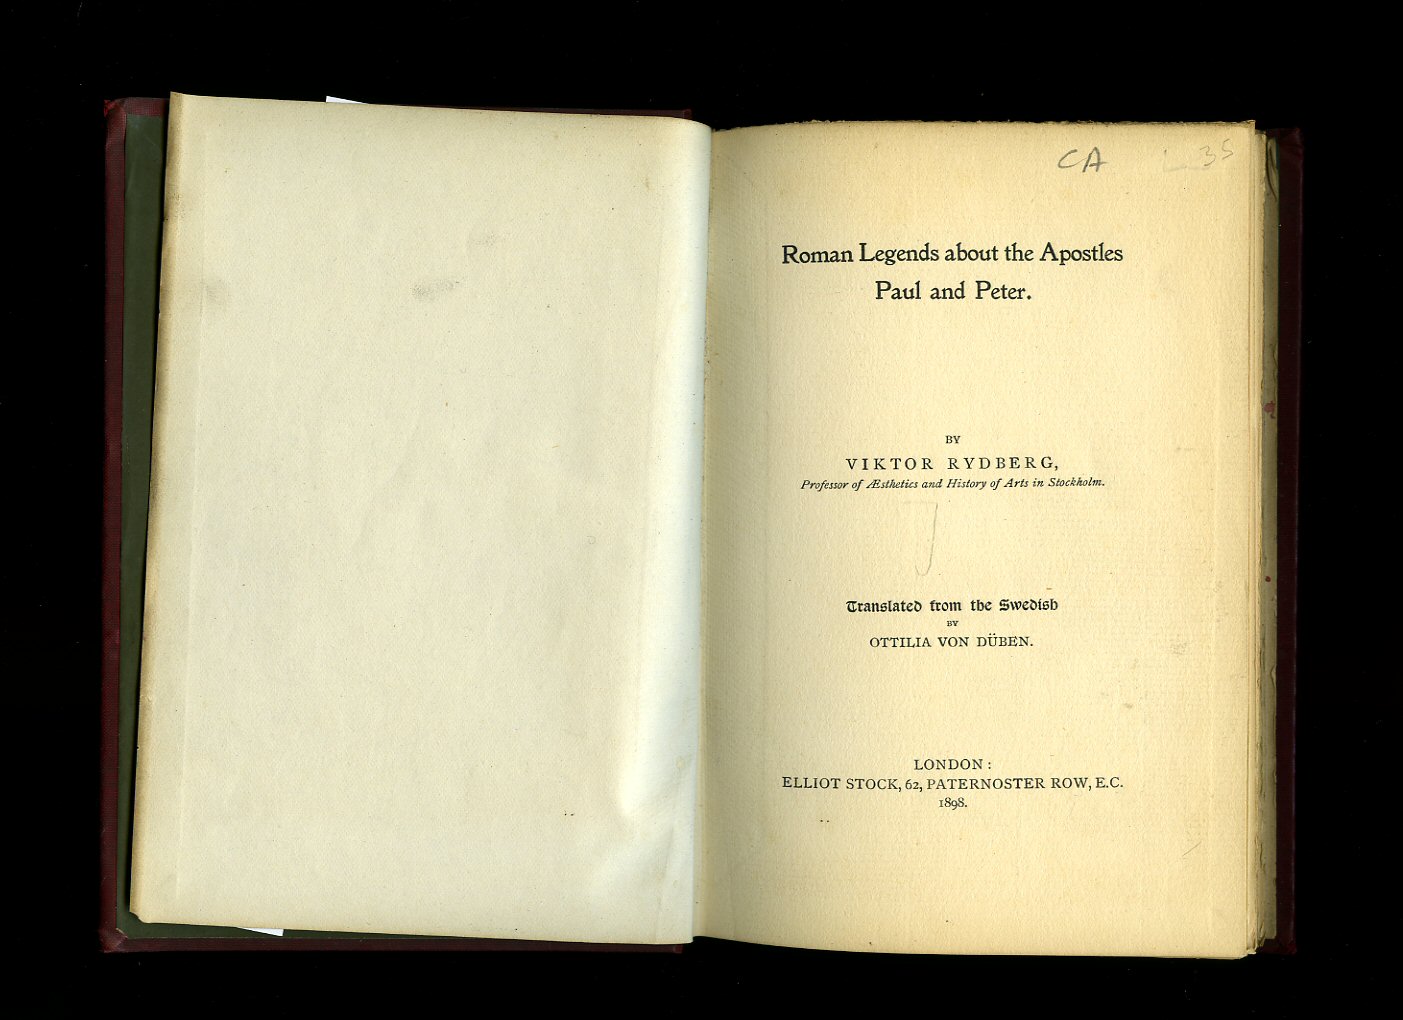 CA 35
Roman Legends about the Apostles
Paul and Peter.
BY
VIKTOR RYDBERG,
Professor of Æsthetics and History of Arts in Stockholm.
Translated from the Swedish
BY
OTTILIA VON DÜBEN.
LONDON:
ELLIOT STOCK, 62, PATERNOSTER ROW, E.C.
1898.